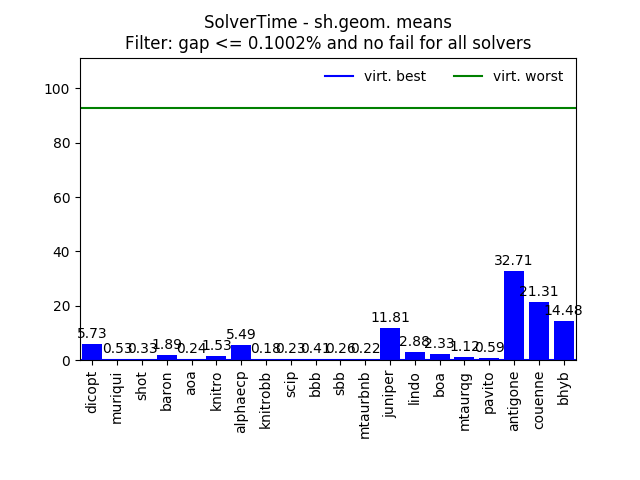 SolverTime - sh.geom. means
Filter: gap <= 0.1002% and no fail for all solvers
virt. best
virt. worst
100
80
60
40
20
0
5.73
0.53
0.33
1.89
0.24
1.53
5.49
0.18
0.23
0.41
0.26
0.22
11.81
2.88
2.33
1.12
0.59
32.71
21.31
14.48
dicopt
muriqui
shot
baron
aoa
knitro
alphaecp
knitrobb
scip
bbb
sbb
mtaurbnb
juniper
lindo
boa
mtaurqg
pavito
antigone
couenne
bhyb